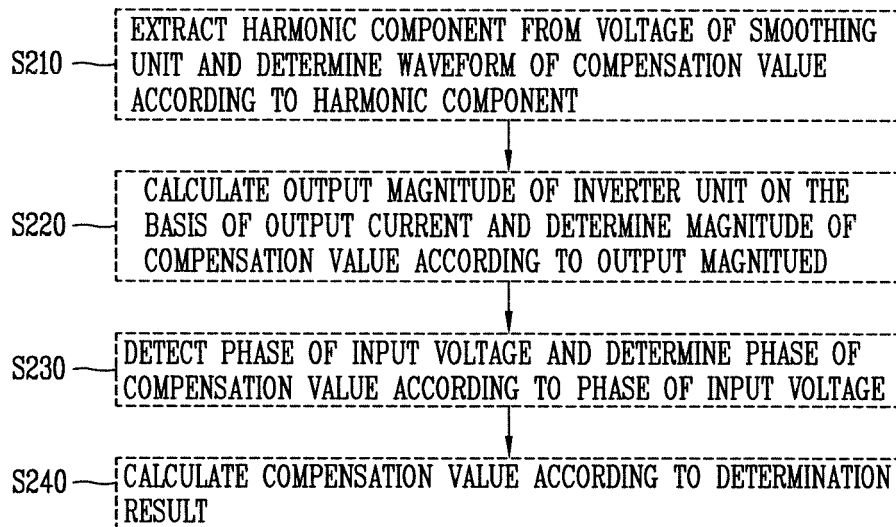 S210
EXTRACT HARMONIC COMPONENT FROM VOLTAGE OF SMOOTHING
UNIT AND DETERMINE WAVEFORM OF COMPENSATION VALUE
ACCORDING TO HARMONIC COMPONENT
S220
CALCULATE OUTPUT MAGNITUDE OF INVERTER UNIT ON THE
BASIS OF OUTPUT CURRENT AND DETERMINE MAGNITUDE OF
COMPENSATION VALUE ACCORDING TO OUTPUT MAGNITUED
S230
DETECT PHASE OF INPUT VOLTAGE AND DETERMINE PHASE OF
COMPENSATION VALUE ACCORDING TO PHASE OF INPUT VOLTAGE
S240
CALCULATE COMPENSATION VALUE ACCORDING TO DETERMINATION
RESULT